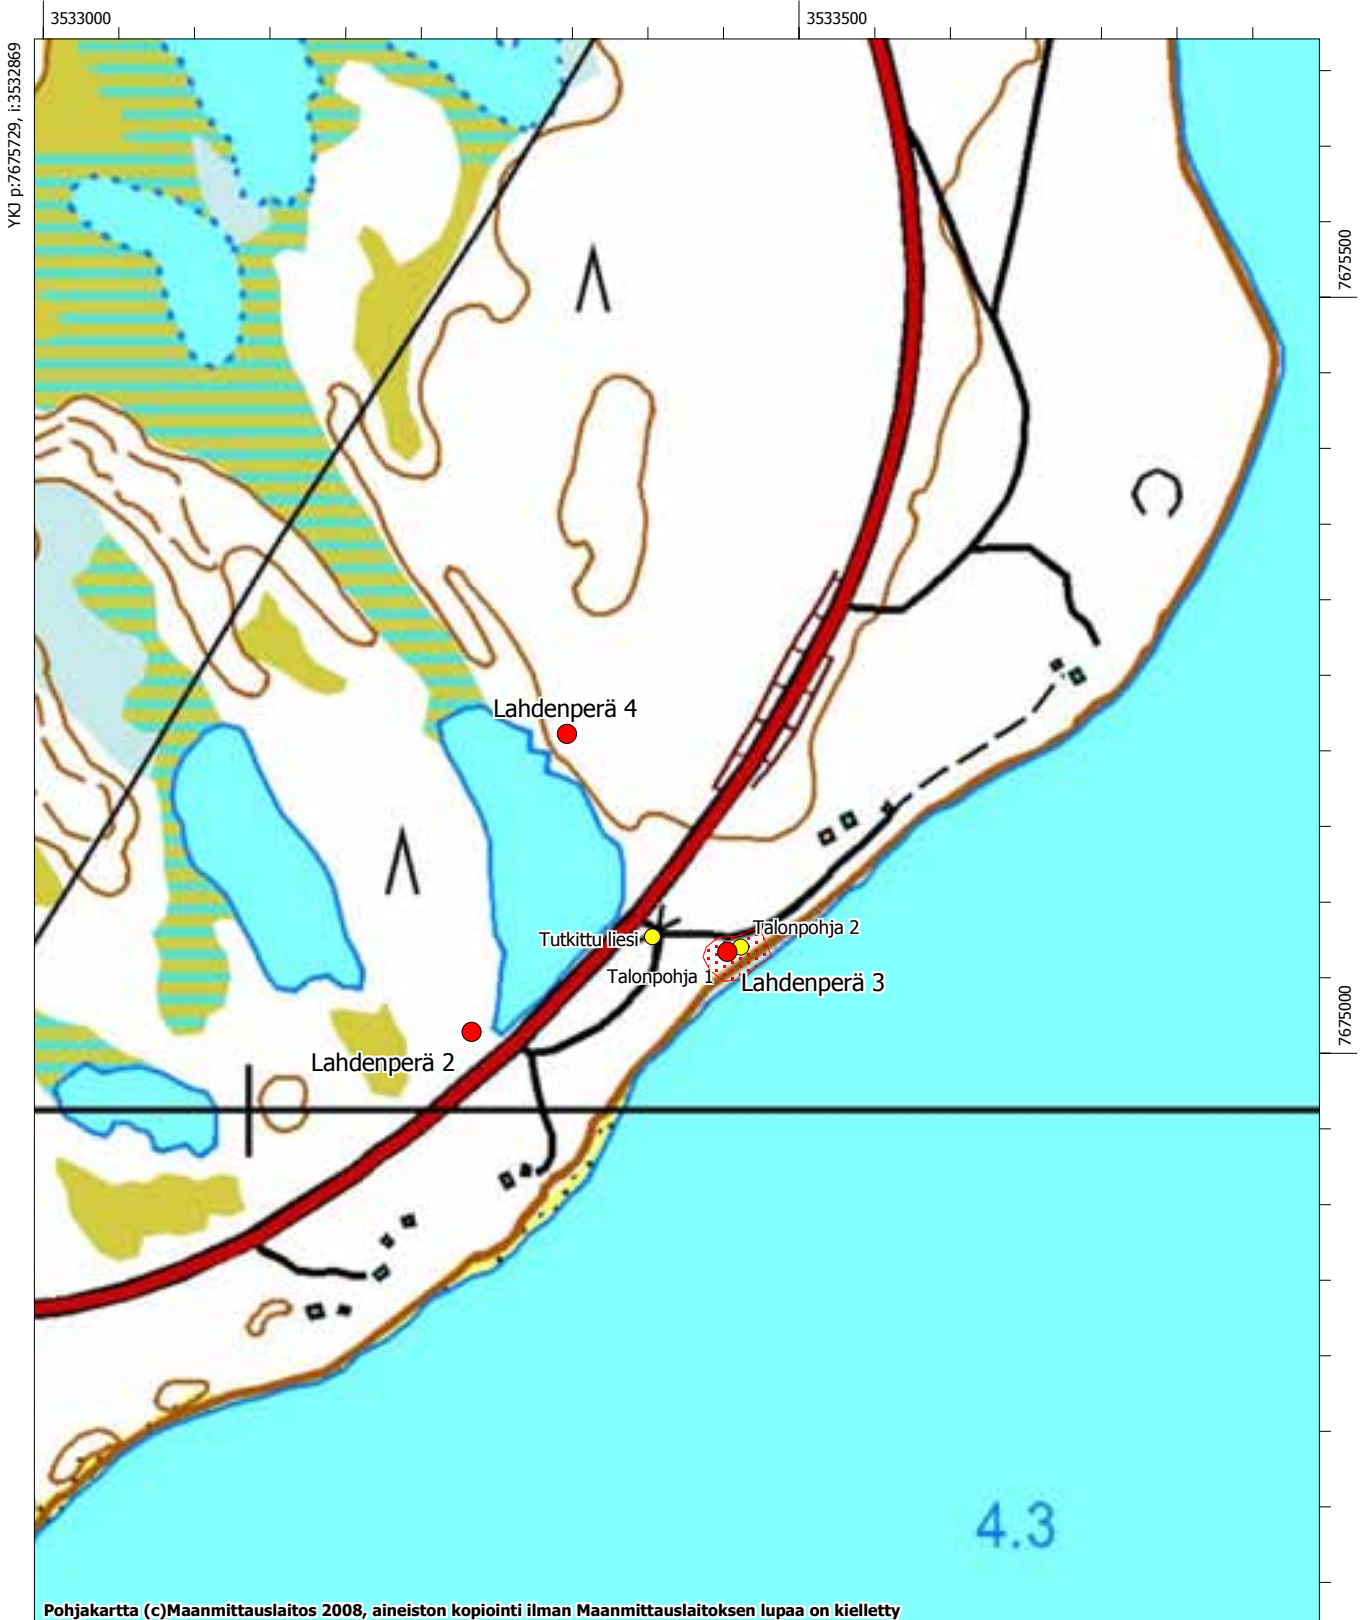 3533000
3533500
YKJ p:7675729, i:3532869
7675500
Lahdenperä 4
Talonpohja 2
Tutkittu liesi
Talonpohja 1
Lahdenperä 3
7675000
Lahdenperä 2
4.3
Pohjakartta (c)Maanmittauslaitos 2008, aineiston kopiointi ilman Maanmittauslaitoksen lupaa on kielletty